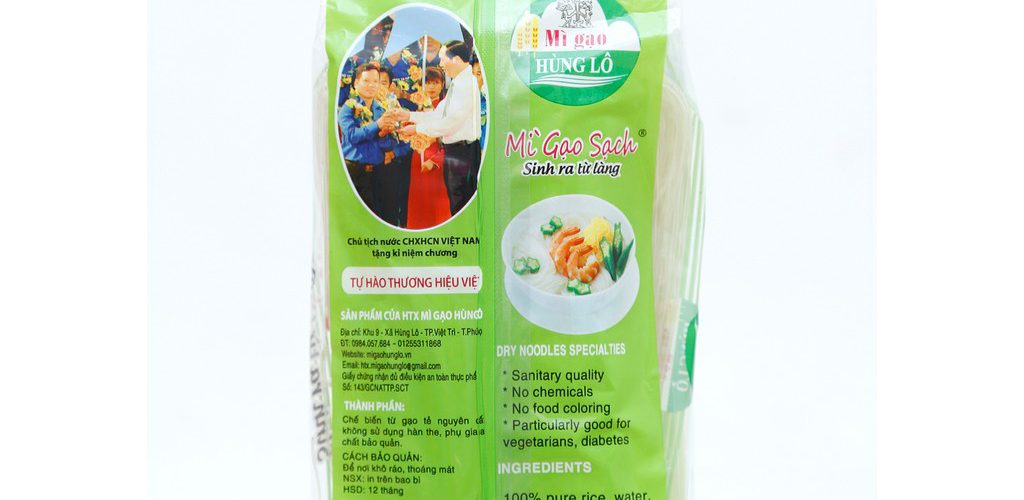 Chủ tịch nước CHXHCN VIỆT NAM
tặng kỉ niệm chương
TỰ HÀO THƯƠNG HIỆU VIỆT
SẢN PHẨM CỦA HTX MÌ GẠO HÙNG
Địa chỉ: Khu 9 - Xã Hùng Lô - TP.Việt Trì - T.Phú
ĐT: 0984.057.684 - 01255311868
Website: migaohunglo.vn
Email: htx.migaohunglo@gmail.com
Giấy chứng nhận đủ điều kiện an toàn thực phẩ
Số: 143/GCNATTP.SCT
THÀNH PHẦN:
Chế biến từ gạo tẻ nguyên
không sử dụng hàn the, phụ gia
chất bảo quản.
CÁCH BẢO QUẢN:
Để nơi khô ráo, thoáng mát
NSX: in trên bao bì
HSD: 12 tháng
Mì gạo
HÙNG LÔ
Mì Gạo Sạch®
Sinh ra từ làng
DRY NOODLES SPECIALTIES
* Sanitary quality
* No chemicals
* No food coloring
* Particularly good for
vegetarians, diabetes
INGREDIENTS
100% pure rice, water,